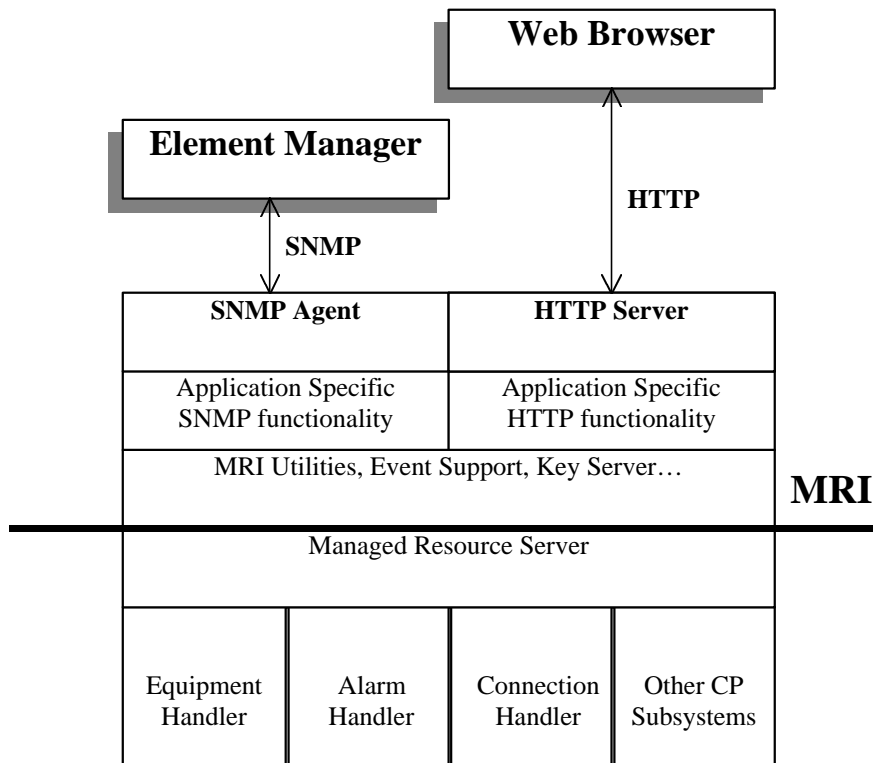 Web Browser
Element Manager
HTTP
SNMP
SNMP Agent
HTTP Server
Application Specific
SNMP functionality
Application Specific
HTTP functionality
MRI Utilities, Event Support, Key Server…
MRI
Managed Resource Server
Equipment
Handler
Alarm
Handler
Connection
Handler
Other CP
Subsystems